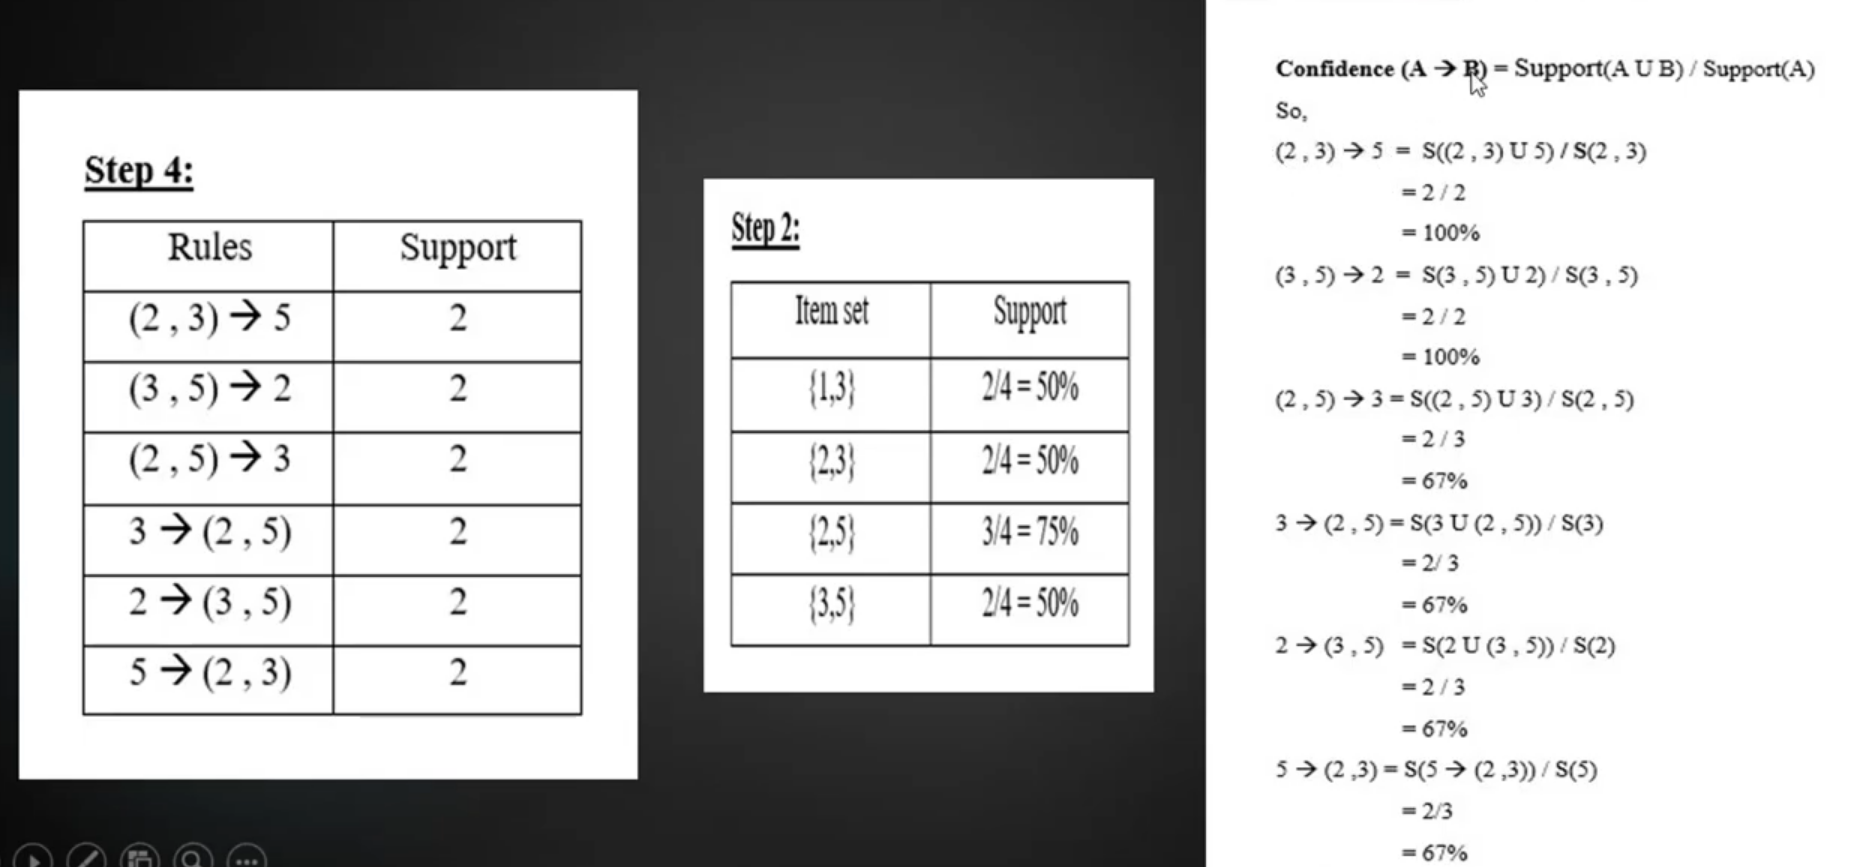 Step 4:
Rules Support
(2 , 3) → 5 2
(3 , 5) → 2 2
(2 , 5) → 3 2
3 → (2 , 5) 2
2 → (3 , 5) 2
5 → (2 , 3) 2
Step 2:
Item set Support
{1,3} 2/4 = 50%
{2,3} 2/4 = 50%
{2,5} 3/4 = 75%
{3,5} 2/4 = 50%
Confidence (A → B) = Support(A U B) / Support(A)
So,
(2 , 3) → 5 = S((2 , 3) U 5) / S(2 , 3)
= 2 / 2
= 100%
(3 , 5) → 2 = S(3 , 5) U 2) / S(3 , 5)
= 2 / 2
= 100%
(2 , 5) → 3 = S((2 , 5) U 3) / S(2 , 5)
= 2 / 3
= 67%
3 → (2 , 5) = S(3 U (2 , 5)) / S(3)
= 2/ 3
= 67%
2 → (3 , 5) = S(2 U (3 , 5)) / S(2)
= 2 / 3
= 67%
5 → (2 ,3) = S(5 → (2 ,3)) / S(5)
= 2/3
= 67%